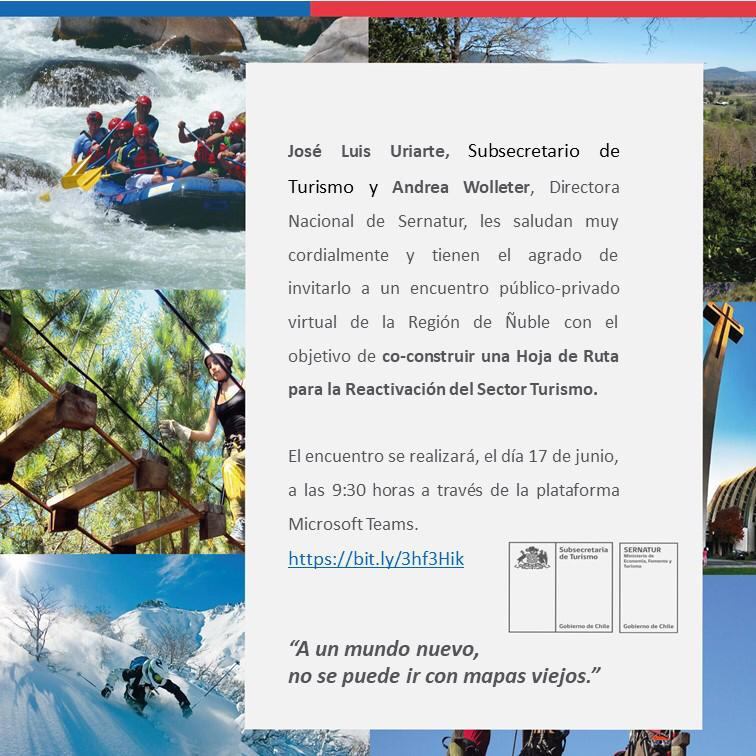 José Luis Uriarte, Subsecretario de
Turismo y Andrea Wolleter, Directora
Nacional de Sernatur, les saludan muy
cordialmente y tienen el agrado de
invitarlo a un encuentro público-privado
virtual de la Región de Ñuble con el
objetivo de co-construir una Hoja de Ruta
para la Reactivación del Sector Turismo.
El encuentro se realizará, el día 17 de junio,
a las 9:30 horas a través de la plataforma
Microsoft Teams.
https://bit.ly/3hf3Hik
Subsecretaría
de Turismo
Gobierno de Chile
SERNATUR
Ministerio de
Economía, Fomento y
Turismo
Gobierno de Chile
“A un mundo nuevo,
no se puede ir con mapas viejos.”